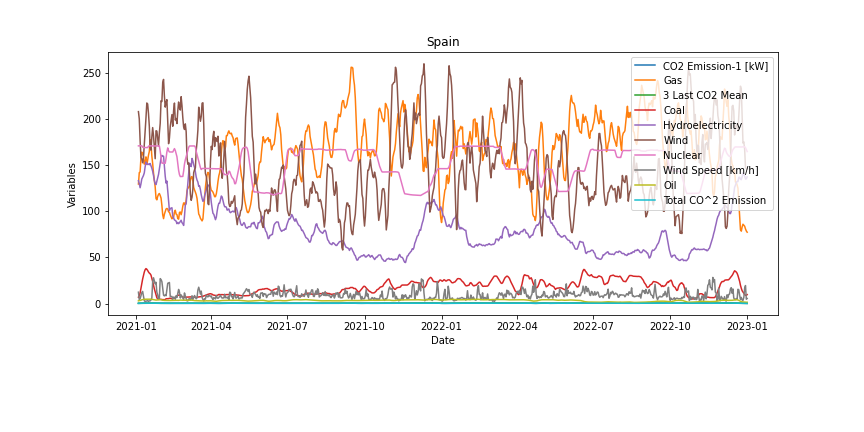 Spain
Variables
250
200
150
100
50
0
CO2 Emission-1 [kW]
Gas
3 Last CO2 Mean
Coal
Hydroelectricity
Wind
Nuclear
Wind Speed [km/h]
Oil
Total CO^2 Emission
2021-01 2021-04 2021-07 2021-10 2022-01 2022-04 2022-07 2022-10 2023-01
Date